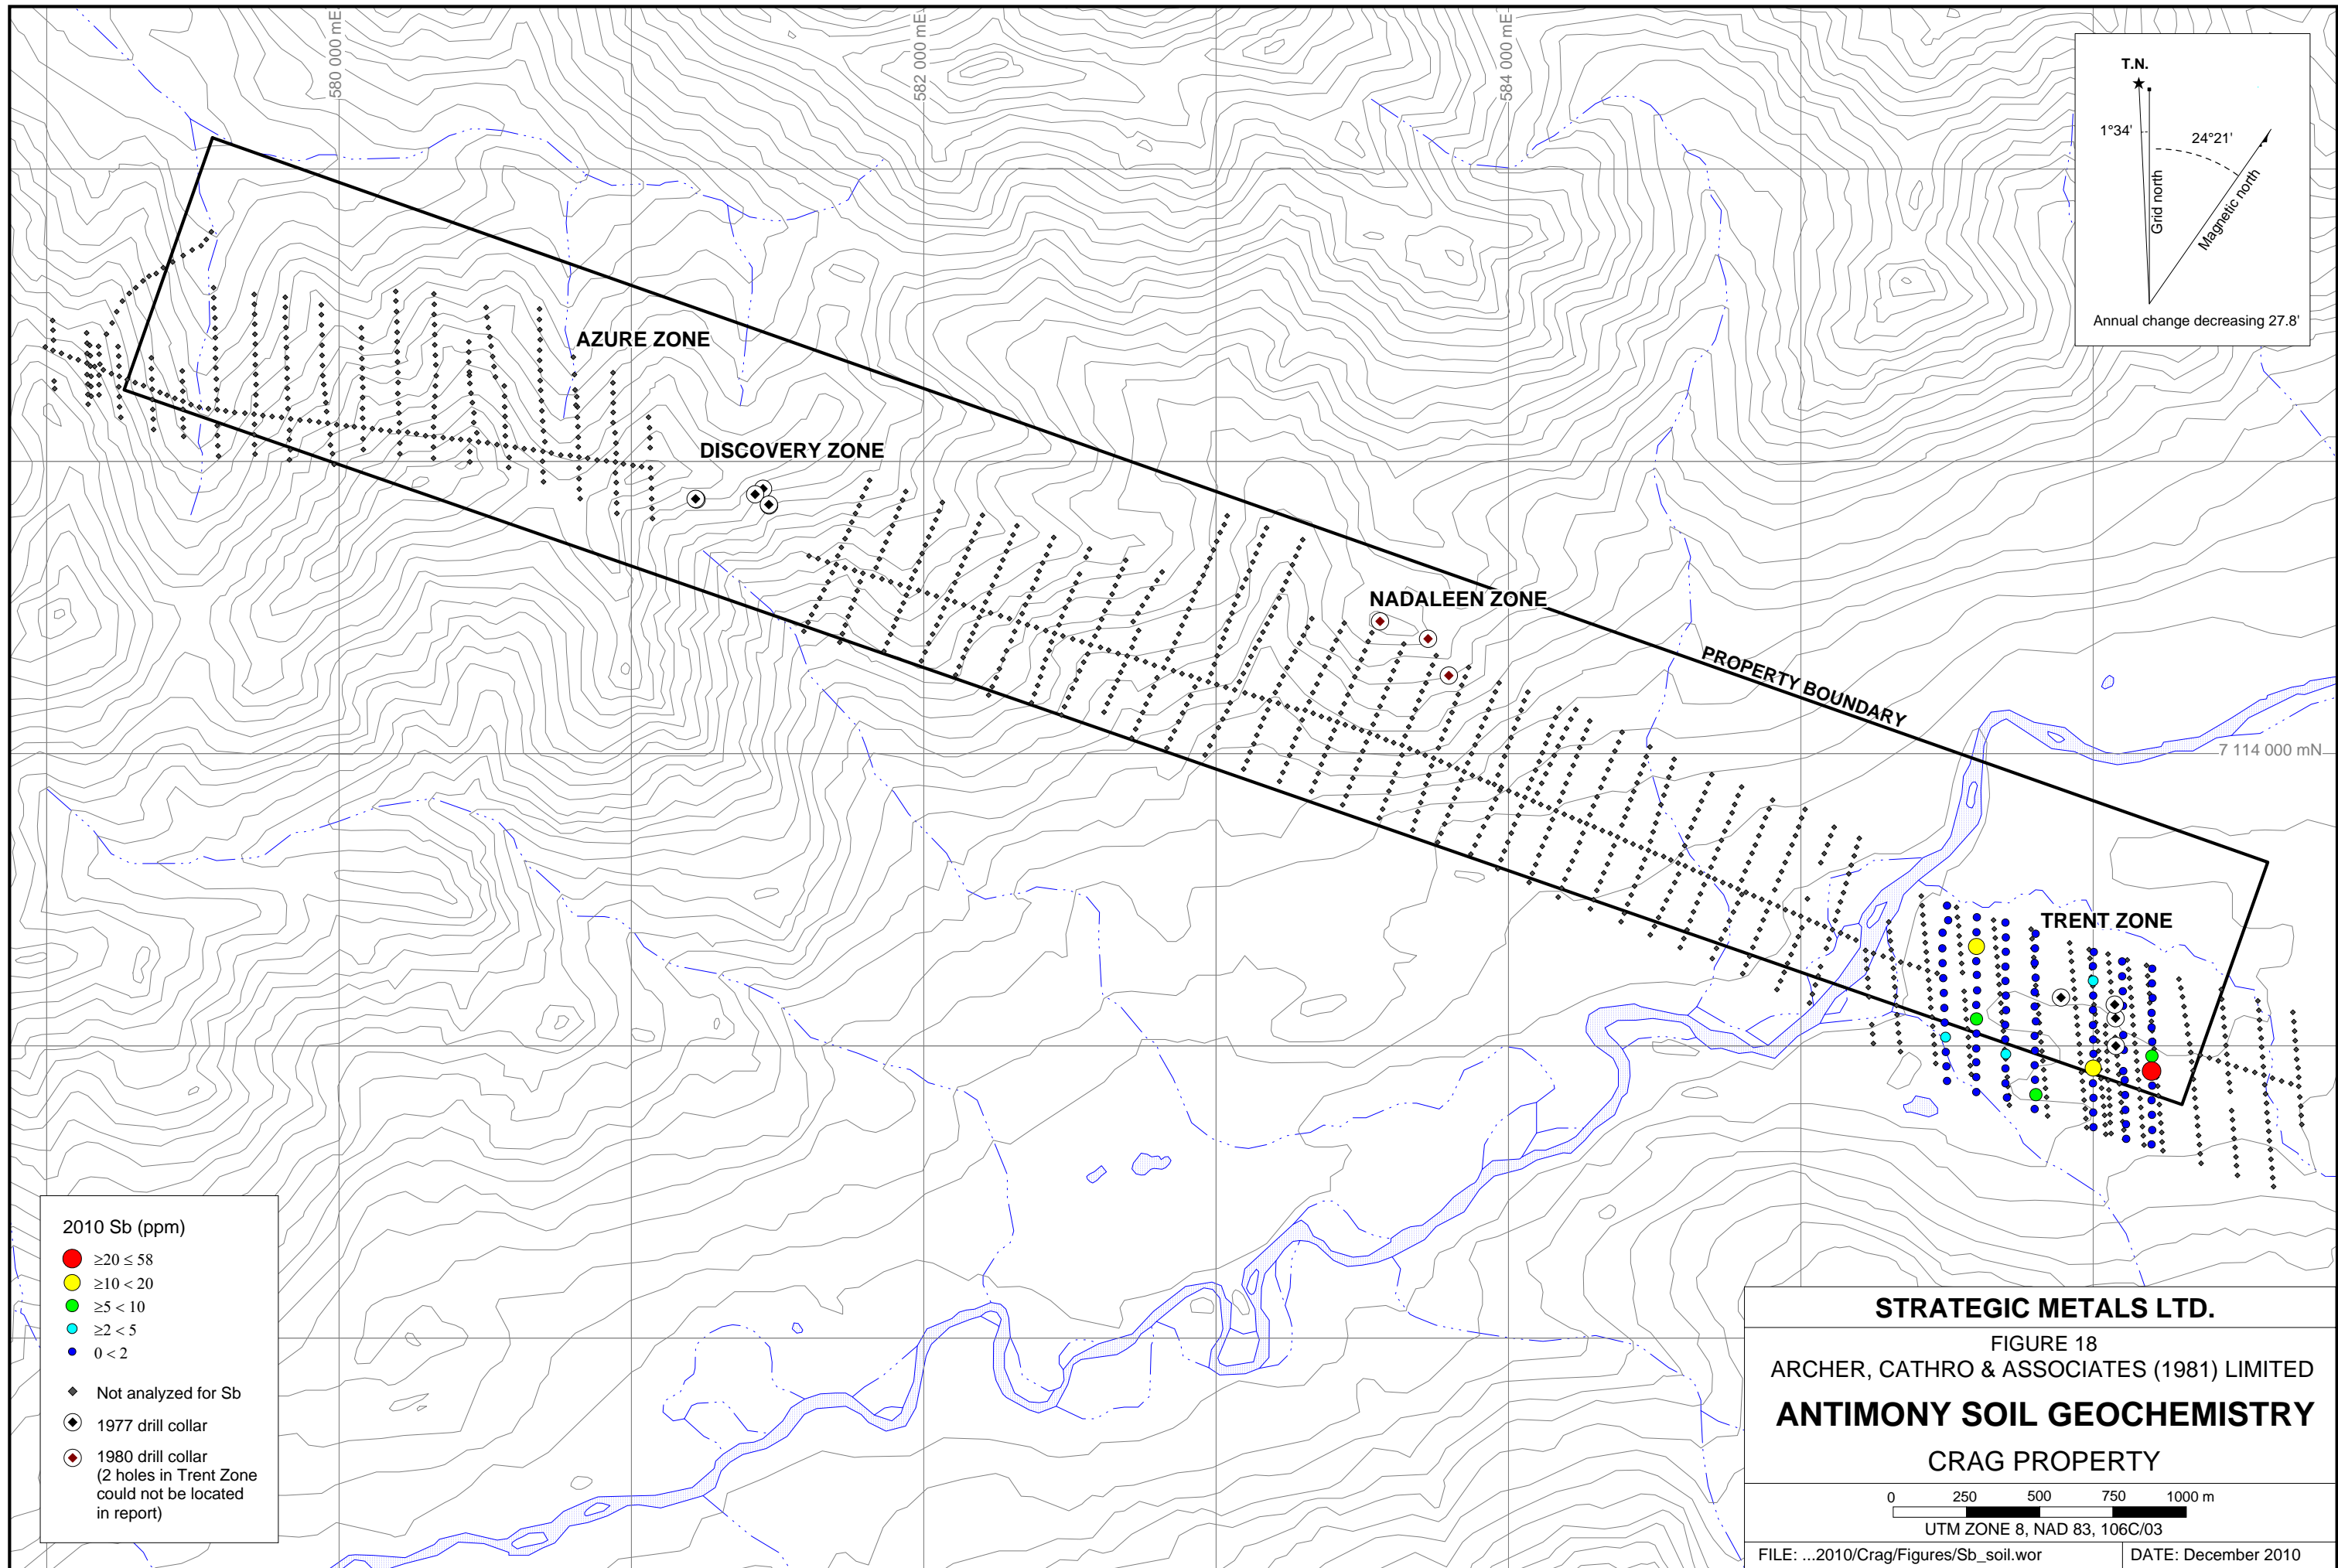 580 000 mE
582 000 mE
584 000 mE
T.N.
1°34'
24°21'
Grid north
Magnetic north
Annual change decreasing 27.8'
AZURE ZONE
DISCOVERY ZONE
NADALEEN ZONE
PROPERTY BOUNDARY
7 114 000 mN
TRENT ZONE
2010 Sb (ppm)
≥20 ≤ 58
≥10 < 20
≥5 < 10
≥2 < 5
0 < 2
Not analyzed for Sb
1977 drill collar
1980 drill collar
(2 holes in Trent Zone
could not be located
in report)
STRATEGIC METALS LTD.
FIGURE 18
ARCHER, CATHRO & ASSOCIATES (1981) LIMITED
ANTIMONY SOIL GEOCHEMISTRY
CRAG PROPERTY
0 250 500 750 1000 m
UTM ZONE 8, NAD 83, 106C/03
FILE: ...2010/Crag/Figures/Sb_soil.wor
DATE: December 2010